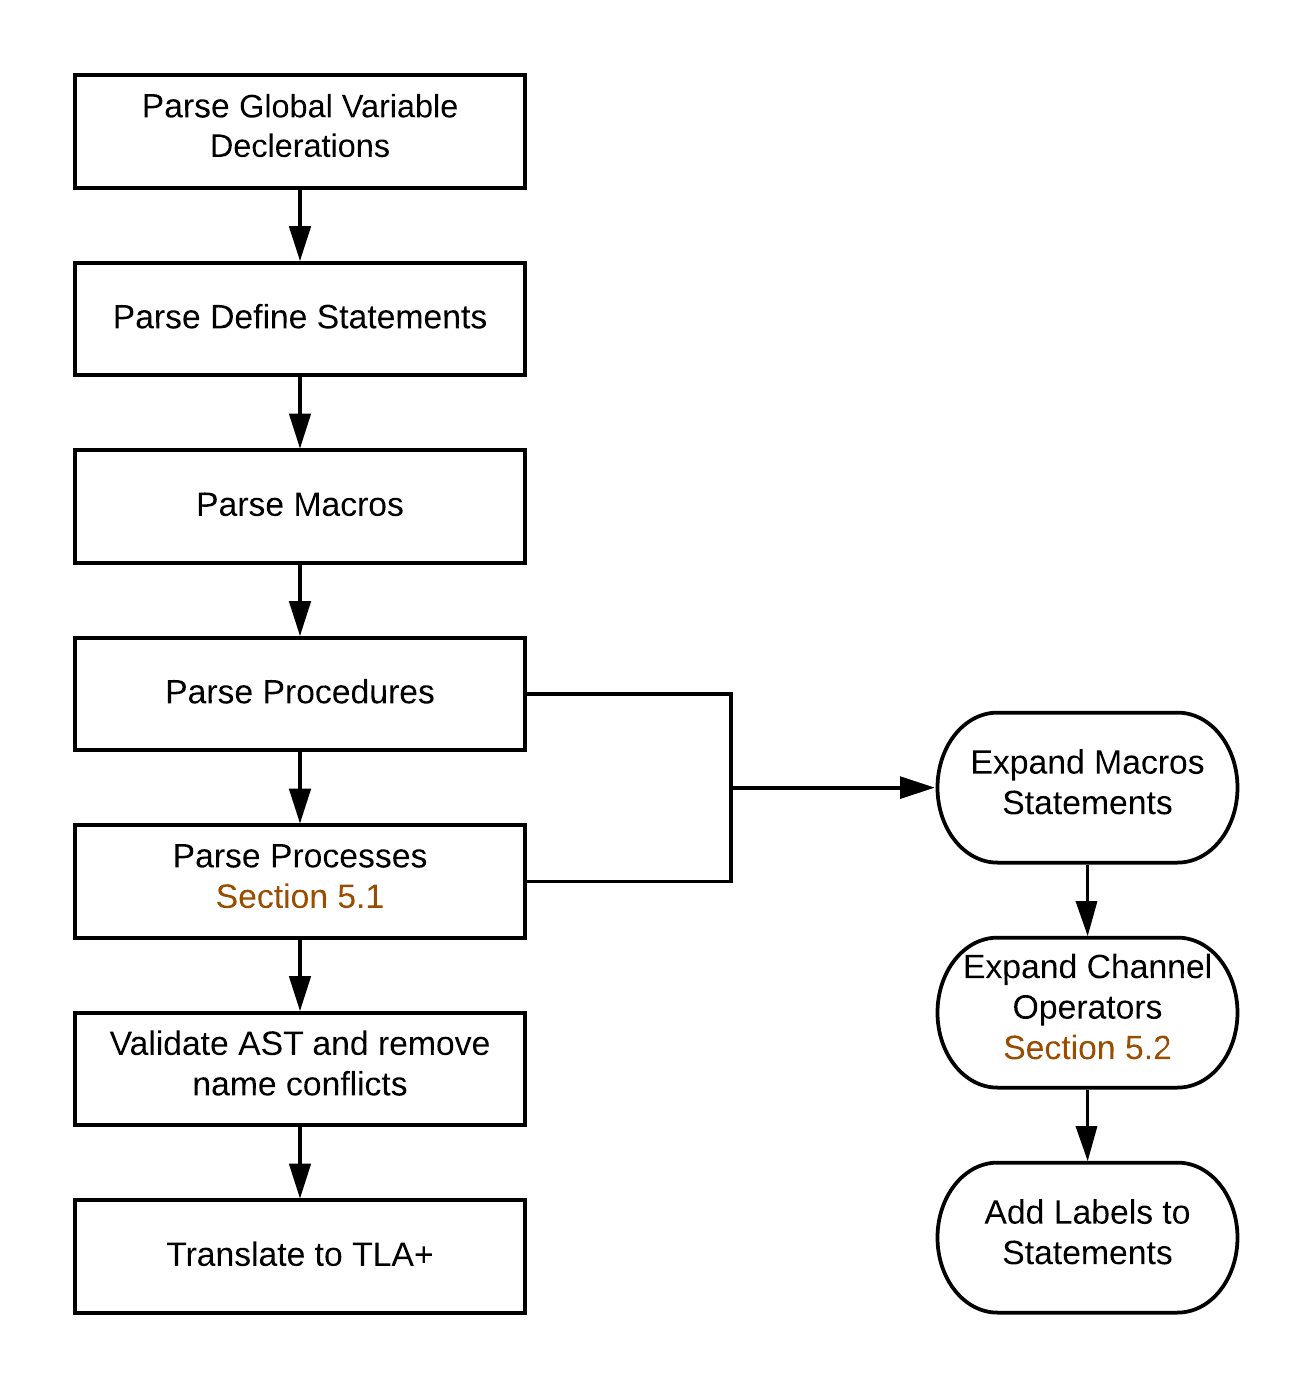 Parse Global Variable
Declerations
Parse Define Statements
Parse Macros
Parse Procedures
Parse Processes
Section 5.1
Validate AST and remove
name conflicts
Translate to TLA+
Expand Macros
Statements
Expand Channel
Operators
Section 5.2
Add Labels to
Statements